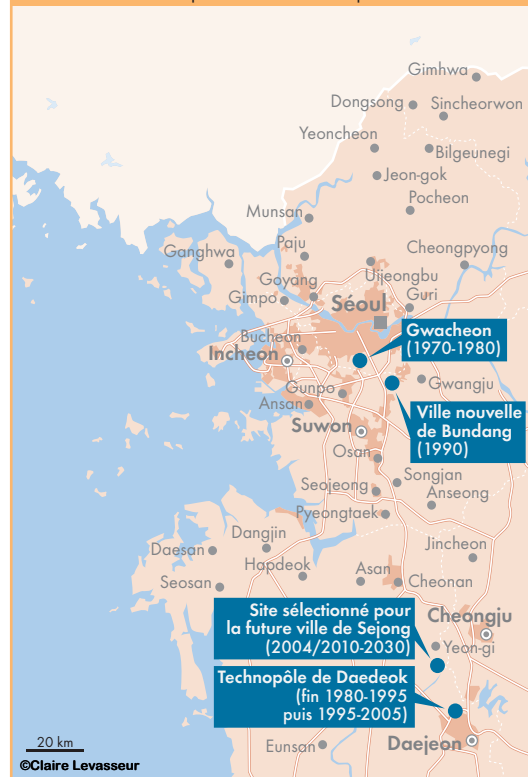 Gimhwa
Dongsong
Sincheorwon
Yeoncheon
Bilgeunegi
Jeon-gok
Pocheon
Munsan
Paju
Ganghwa
Cheongpyong
Uijeongbu
Goyang
Gimpo
Séoul
Guri
Gwacheon
(1970-1980)
Bucheon
Incheon
Gunpo
Gwangju
Ansan
Ville nouvelle
de Bundang
(1990)
Suwon
Osan
Songjan
Seojeong
Anseong
Pyeongtaek
Dangjin
Daesan
Jincheon
Hapdeok
Asan
Seosan
Cheonan
Site sélectionné pour
la future ville de Sejong
(2004/2010-2030)
Cheongju
Yeon-gi
Technopôle de Daedeok
(fin 1980-1995
puis 1995-2005)
20 km
Eunsan
Daejeon
©Claire Levasseur